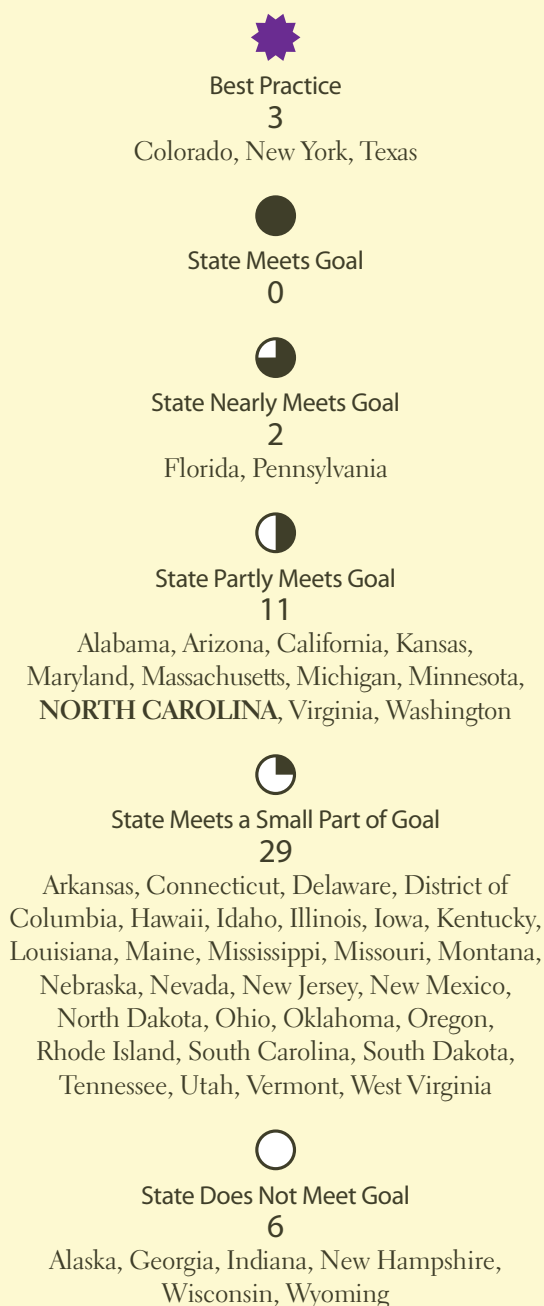 Best Practice
3
Colorado, New York, Texas
State Meets Goal
0
State Nearly Meets Goal
2
Florida, Pennsylvania
State Partly Meets Goal
11
Alabama, Arizona, California, Kansas,
Maryland, Massachusetts, Michigan, Minnesota,
NORTH CAROLINA, Virginia, Washington
State Meets a Small Part of Goal
29
Arkansas, Connecticut, Delaware, District of
Columbia, Hawaii, Idaho, Illinois, Iowa, Kentucky,
Louisiana, Maine, Mississippi, Missouri, Montana,
Nebraska, Nevada, New Jersey, New Mexico,
North Dakota, Ohio, Oklahoma, Oregon,
Rhode Island, South Carolina, South Dakota,
Tennessee, Utah, Vermont, West Virginia
State Does Not Meet Goal
6
Alaska, Georgia, Indiana, New Hampshire,
Wisconsin, Wyoming